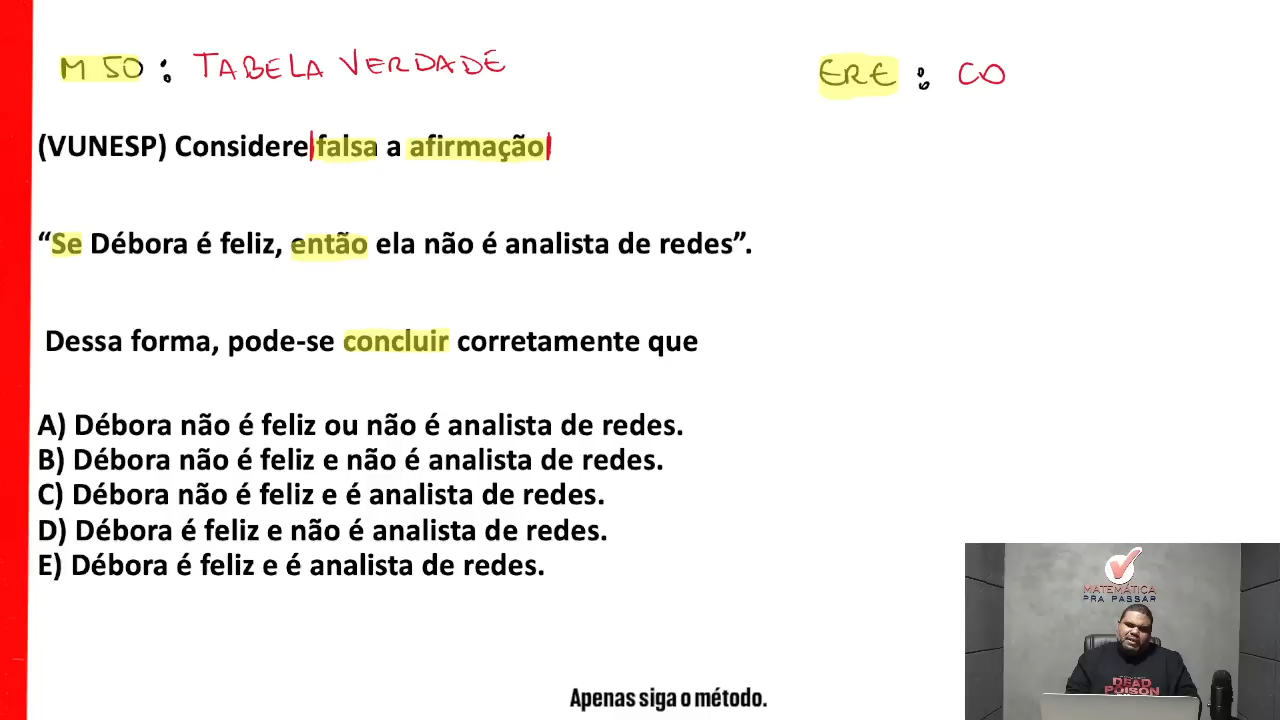 M 50 : TABELA VERDADE
ERE : CO
(VUNESP) Considere falsa a afirmação
“Se Débora é feliz, então ela não é analista de redes”.
Dessa forma, pode-se concluir corretamente que
A) Débora não é feliz ou não é analista de redes.
B) Débora não é feliz e não é analista de redes.
C) Débora não é feliz e é analista de redes.
D) Débora é feliz e não é analista de redes.
E) Débora é feliz e é analista de redes.
MATEMÁTICA
PRA PASSAR
DEAD
POISON
Apenas siga o método.